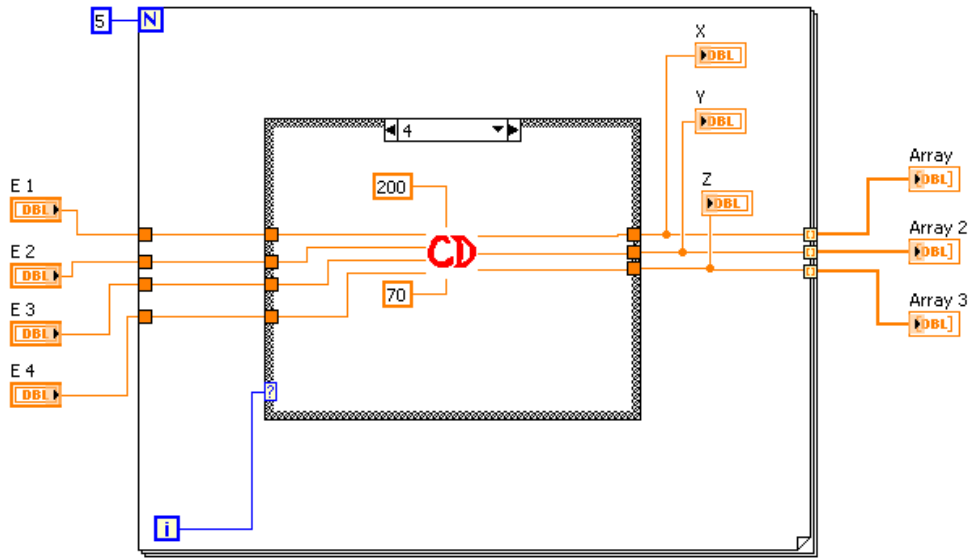 5
N
X
DBL
Y
DBL
4
Array
DBL]
Z
DBL
E 1
DBL
200
CD
Array 2
DBL]
E 2
DBL
70
E 3
DBL
Array 3
DBL]
E 4
DBL
?
i